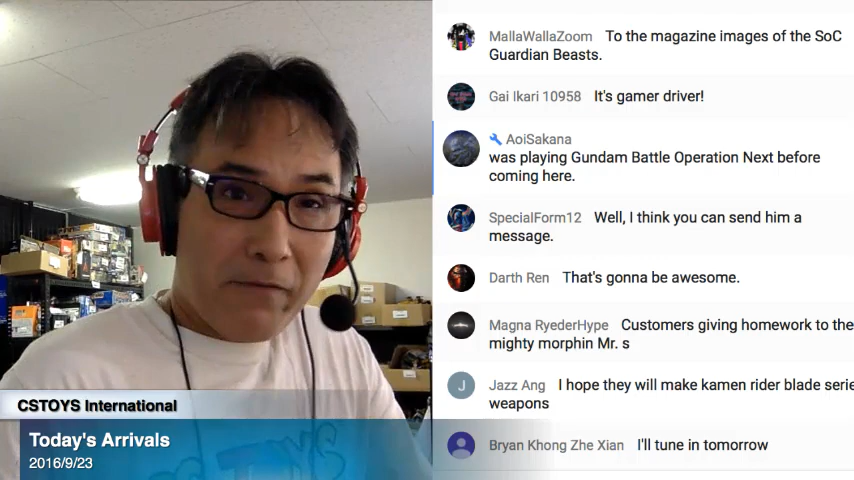 MallaWallaZoom To the magazine images of the SoC
Guardian Beasts.
Gai Ikari 10958 It's gamer driver!
AoiSakana
was playing Gundam Battle Operation Next before
coming here.
SpecialForm12 Well, I think you can send him a
message.
Darth Ren That's gonna be awesome.
Magna RyederHype Customers giving homework to the
mighty morphin Mr. s
J Jazz Ang I hope they will make kamen rider blade serie
weapons
Bryan Khong Zhe Xian I'll tune in tomorrow
CSTOYS International
Today's Arrivals
2016/9/23